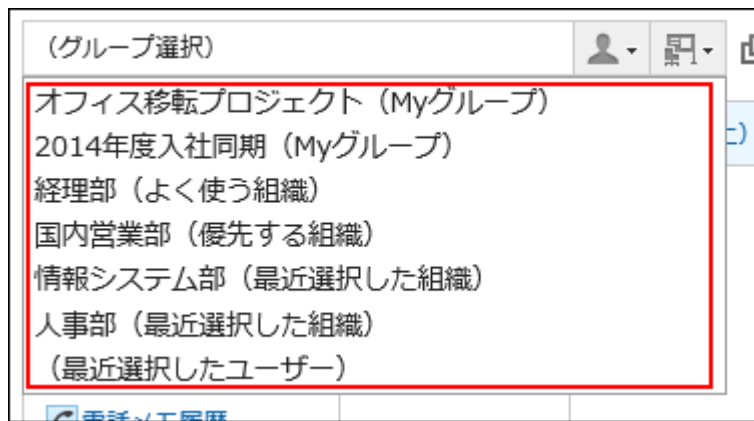 （グループ選択）
オフィス移転プロジェクト（Myグループ）
2014年度入社同期（Myグループ）
経理部（よく使う組織）
国内営業部（優先する組織）
情報システム部（最近選択した組織）
人事部（最近選択した組織）
（最近選択したユーザー）